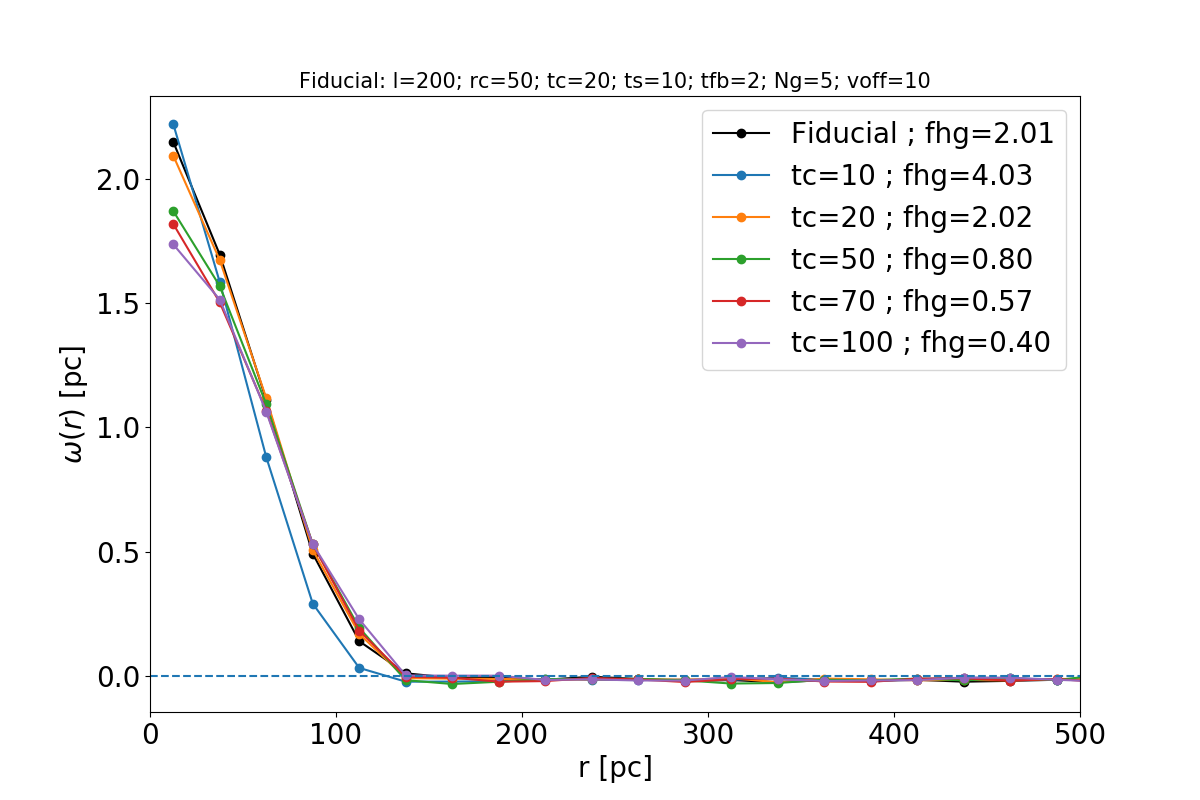 Fiducial: l=200; rc=50; tc=20; ts=10; tfb=2; Ng=5; voff=10
Fiducial ; fhg=2.01
tc=10 ; fhg=4.03
tc=20 ; fhg=2.02
tc=50 ; fhg=0.80
tc=70 ; fhg=0.57
tc=100 ; fhg=0.40
2.0
1.5
1.0
0.5
0.0
ω(r) [pc]
0 100 200 300 400 500
r [pc]